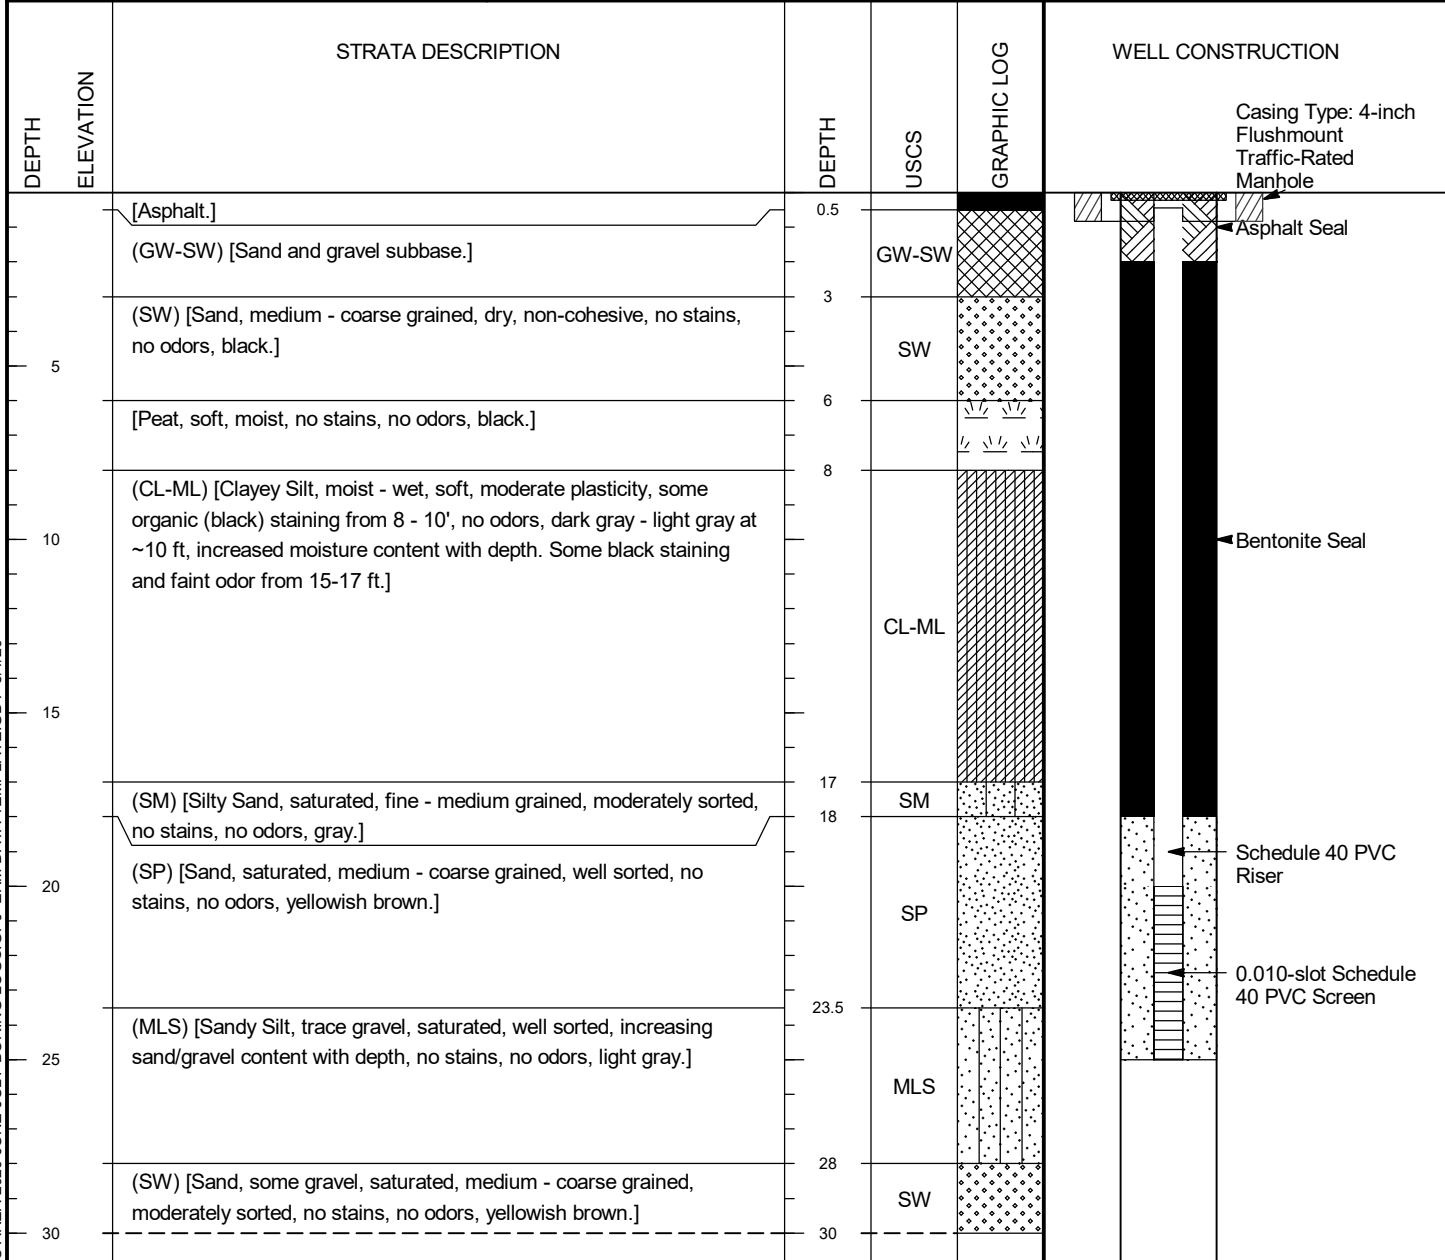 STRATA DESCRIPTION
WELL CONSTRUCTION
DEPTH
ELEVATION
DEPTH
USCS
GRAPHIC LOG
Casing Type: 4-inch
Flushmount
Traffic-Rated
Manhole
[Asphalt.]
0.5
Asphalt Seal
(GW-SW) [Sand and gravel subbase.]
GW-SW
3
(SW) [Sand, medium - coarse grained, dry, non-cohesive, no stains,
no odors, black.]
SW
5
6
[Peat, soft, moist, no stains, no odors, black.]
8
(CL-ML) [Clayey Silt, moist - wet, soft, moderate plasticity, some
organic (black) staining from 8 - 10', no odors, dark gray - light gray at
~10 ft, increased moisture content with depth. Some black staining
and faint odor from 15-17 ft.]
10
Bentonite Seal
CL-ML
15
17
(SM) [Silty Sand, saturated, fine - medium grained, moderately sorted,
no stains, no odors, gray.]
SM
18
(SP) [Sand, saturated, medium - coarse grained, well sorted, no
stains, no odors, yellowish brown.]
Schedule 40 PVC
Riser
20
SP
0.010-slot Schedule
40 PVC Screen
23.5
(MLS) [Sandy Silt, trace gravel, saturated, well sorted, increasing
sand/gravel content with depth, no stains, no odors, light gray.]
25
MLS
28
(SW) [Sand, some gravel, saturated, medium - coarse grained,
moderately sorted, no stains, no odors, yellowish brown.]
SW
30
30